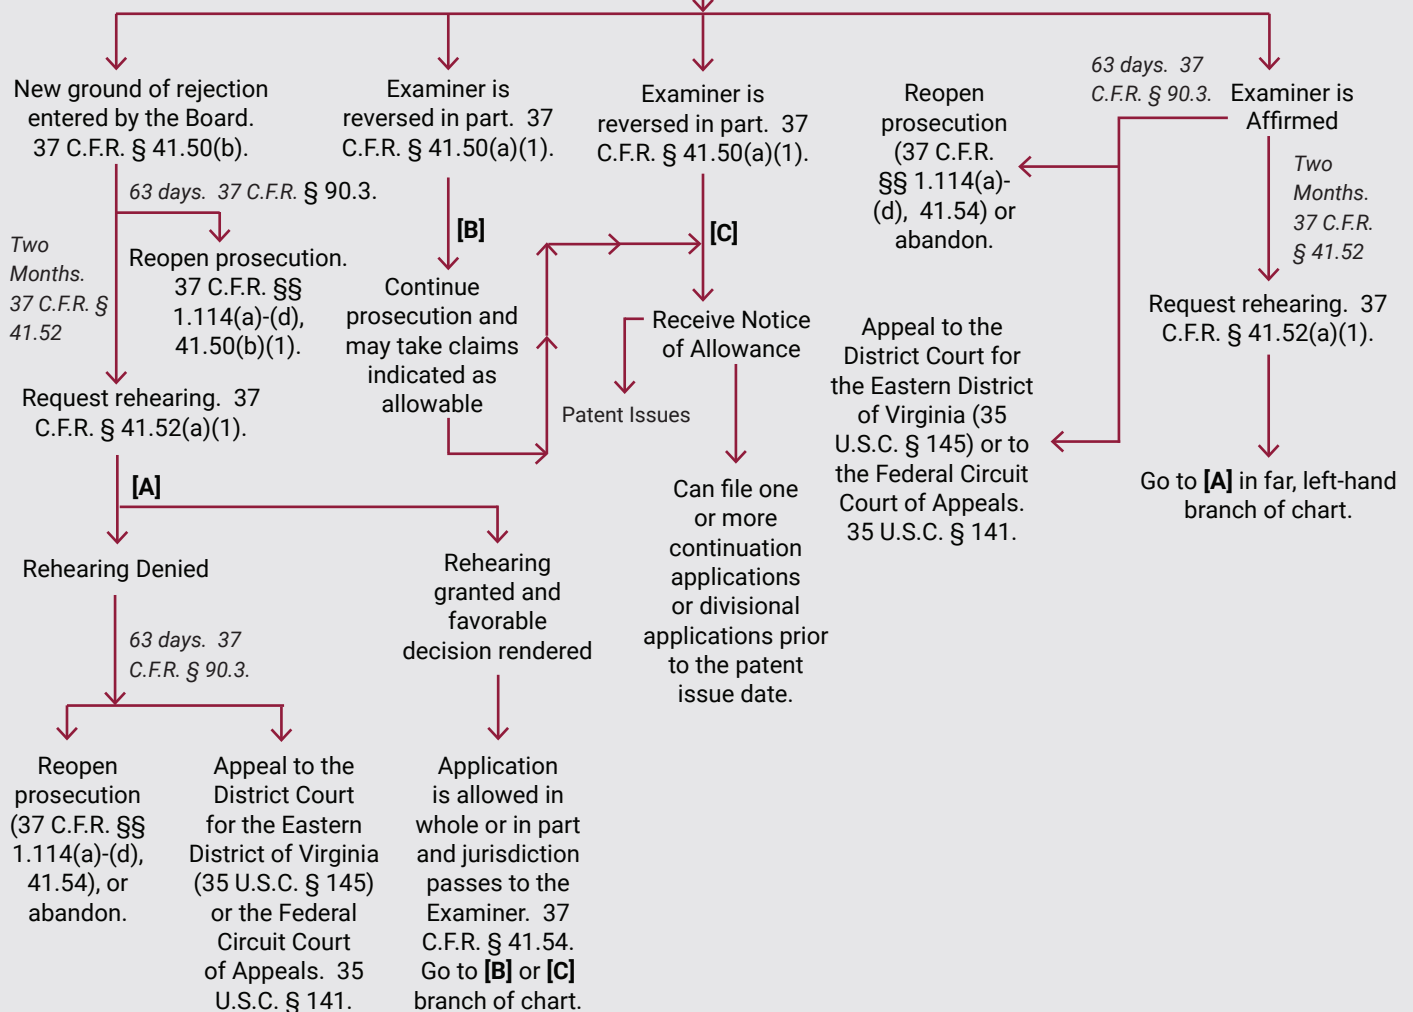 New ground of rejection
entered by the Board.
37 C.F.R. § 41.50(b).
63 days.  37 C.F.R. § 90.3.
Two
Months.
37 C.F.R. §
41.52
Reopen prosecution.
37 C.F.R. §§
1.114(a)-(d),
41.50(b)(1).
Request rehearing.  37
C.F.R. § 41.52(a)(1).
[A]
Rehearing Denied
63 days.  37
C.F.R. § 90.3.
Reopen
prosecution
(37 C.F.R. §§
1.114(a)-(d),
41.54), or
abandon.
Appeal to the
District Court
for the Eastern
District of Virginia
(35 U.S.C. § 145)
or the Federal
Circuit Court
of Appeals.  35
U.S.C. § 141.
Rehearing
granted and
favorable
decision rendered
Application
is allowed in
whole or in part
and jurisdiction
passes to the
Examiner.  37
C.F.R. § 41.54.
Go to [B] or [C]
branch of chart.
Examiner is
reversed in part.  37
C.F.R. § 41.50(a)(1).
[B]
Continue
prosecution and
may take claims
indicated as
allowable
Examiner is
reversed in part.  37
C.F.R. § 41.50(a)(1).
[C]
Receive Notice
of Allowance
Patent Issues
Can file one
or more
continuation
applications
or divisional
applications prior
to the patent
issue date.
Reopen
prosecution
(37 C.F.R.
§§ 1.114(a)-
(d), 41.54) or
abandon.
Appeal to the
District Court for
the Eastern District
of Virginia (35
U.S.C. § 145) or to
the Federal Circuit
Court of Appeals.
35 U.S.C. § 141.
63 days.  37
C.F.R. § 90.3.
Examiner is
Affirmed
Two
Months.
37 C.F.R.
§ 41.52
Request rehearing.  37
C.F.R. § 41.52(a)(1).
Go to [A] in far, left-hand
branch of chart.